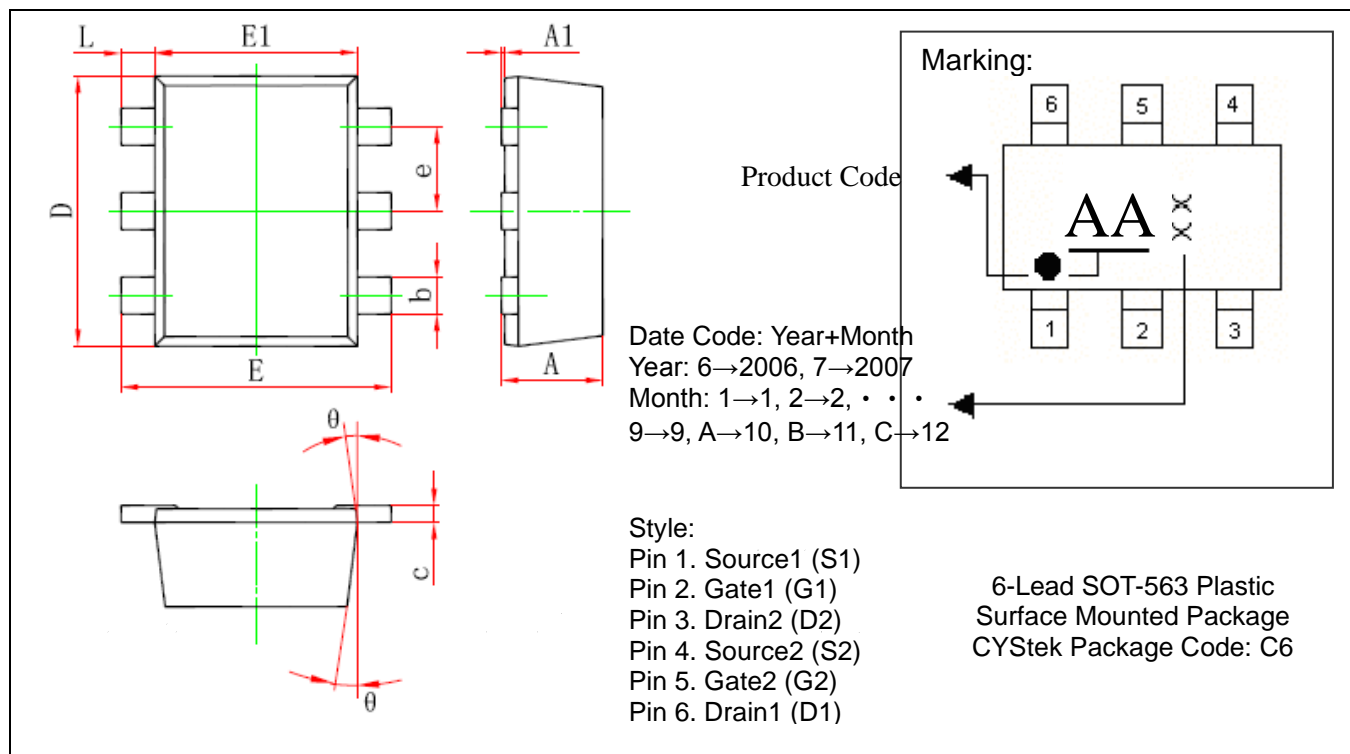 L
E1
A1
D
e
b
E
A
θ
c
θ
Marking:
6
5
4
Product Code
AA
XX
1
2
3
Date Code: Year+Month
Year: 6→2006, 7→2007
Month: 1→1, 2→2, ・・・
9→9, A→10, B→11, C→12
Style:
Pin 1. Source1 (S1)
Pin 2. Gate1 (G1)
Pin 3. Drain2 (D2)
Pin 4. Source2 (S2)
Pin 5. Gate2 (G2)
Pin 6. Drain1 (D1)
6-Lead SOT-563 Plastic
Surface Mounted Package
CYStek Package Code: C6